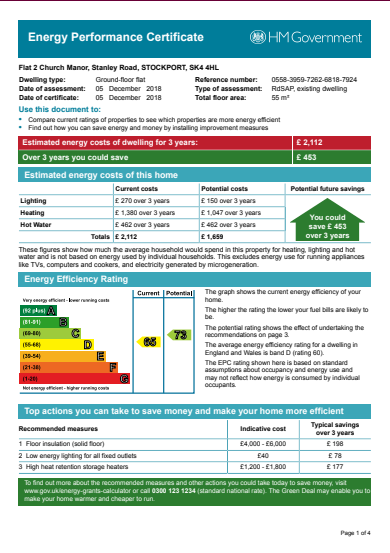 Energy Performance Certificate
HM Government
Flat 2 Church Manor, Stanley Road, STOCKPORT, SK4 4HL
Dwelling type: Ground-floor flat Reference number: 0558-3959-7262-6818-7924
Date of assessment: 05 December 2018 Type of assessment: RdSAP, existing dwelling
Date of certificate: 05 December 2018 Total floor area: 55 m²
Use this document to:
• Compare current ratings of properties to see which properties are more energy efficient
• Find out how you can save energy and money by installing improvement measures
Estimated energy costs of dwelling for 3 years: £ 2,112
Over 3 years you could save £ 453
Estimated energy costs of this home
Current costs Potential costs Potential future savings
Lighting £ 270 over 3 years £ 150 over 3 years
Heating £ 1,380 over 3 years £ 1,047 over 3 years
Hot Water £ 462 over 3 years £ 462 over 3 years
Totals £ 2,112 £ 1,659
You could
save £ 453
over 3 years
These figures show how much the average household would spend in this property for heating, lighting and hot
water and is not based on energy used by individual households. This excludes energy use for running appliances
like TVs, computers and cookers, and electricity generated by microgeneration.
Energy Efficiency Rating
Current Potential
Very energy efficient - lower running costs
(92 plus) A
(81-91) B
(69-80) C
(55-68) D
(39-54) E
(21-38) F
(1-20) G
Not energy efficient - higher running costs
65
73
The graph shows the current energy efficiency of your
home.
The higher the rating the lower your fuel bills are likely to
be.
The potential rating shows the effect of undertaking the
recommendations on page 3.
The average energy efficiency rating for a dwelling in
England and Wales is band D (rating 60).
The EPC rating shown here is based on standard
assumptions about occupancy and energy use and
may not reflect how energy is consumed by individual
occupants.
Top actions you can take to save money and make your home more efficient
Recommended measures Indicative cost Typical savings
over 3 years
1 Floor insulation (solid floor) £4,000 - £6,000 £ 198
2 Low energy lighting for all fixed outlets £40 £ 78
3 High heat retention storage heaters £1,200 - £1,800 £ 177
To find out more about the recommended measures and other actions you could take today to save money, visit
www.gov.uk/energy-grants-calculator or call 0300 123 1234 (standard national rate). The Green Deal may enable you to
make your home warmer and cheaper to run.
Page 1 of 4